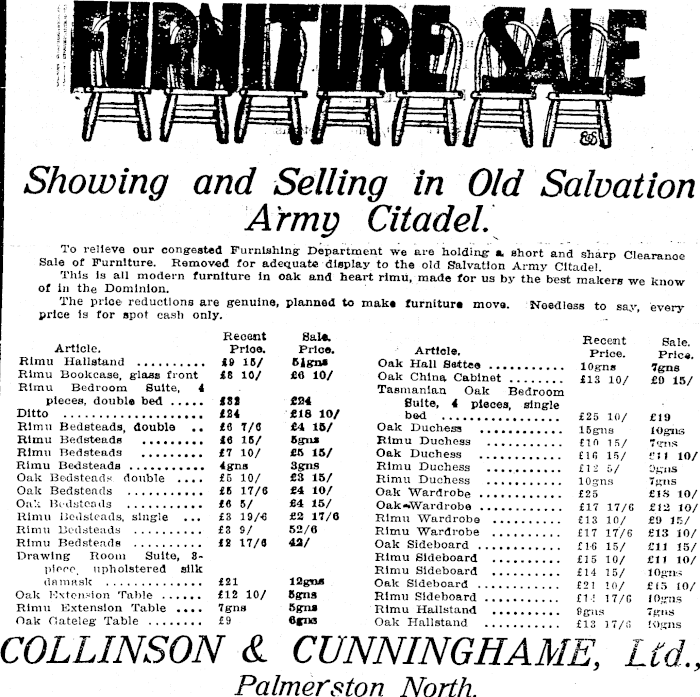 FURNITURE SALE
Showing and Selling in Old Salvation
Army Citadel.
To relieve our congested Furnishing Department we are holding a short and sharp Clearance
Sale of Furniture. Removed for adequate display to the old Salvation Army Citadel.
This is all modern furniture in oak and heart rimu, made for us by the best makers we know
of in the Dominion.
The price reductions are genuine, planned to make furniture move. Needless to say, every
price is for spot cash only.
Recent Sale.
Article. Price. Price.
Rimu Hallstand .......... £9 15/ 5½gns
Rimu Bookcase, glass front £8 10/ £6 10/
Rimu Bedroom Suite, 4
pieces, double bed ..... £32 £24
Ditto .................. £24 £18 10/
Rimu Bedsteads, double .. £6 7/6 £4 15/
Rimu Bedsteads ......... £6 15/ 5gns
Rimu Bedsteads ......... £7 10/ £5 15/
Rimu Bedsteads ........... 4gns 3gns
Oak Bedsteads double .... £5 10/ £3 15/
Oak Bedsteads ........... £5 17/6 £4 10/
Oak Bedsteads ........... £6 5/ £4 15/
Rimu Bedsteads, single ... £3 19/6 £2 17/6
Rimu Bedsteads ......... £3 9/ 52/6
Rimu Bedsteads ......... £2 17/6 42/
Drawing Room Suite, 3-
piece, upholstered silk
damask .............. £21 12gns
Oak Extension Table ...... £12 10/ 8gns
Rimu Extension Table .... 7gns 5gns
Oak Gateleg Table ........ £9 6gns
Recent Sale.
Article. Price. Price.
Oak Hall Settee ........... 10gns 7gns
Oak China Cabinet ........ £13 10/ £9 15/
Tasmanian Oak Bedroom
Suite, 4 pieces, single
bed .................. £25 10/ £19
Oak Duchess ............. 15gns 10gns
Rimu Duchess ............ £10 15/ 7gns
Oak Duchess ............. £16 15/ £11 10/
Rimu Duchess ............ £12 5/ 9gns
Rimu Duchess ............ 10gns 7gns
Oak Wardrobe ............ £25 £18 10/
Oak Wardrobe ............ £17 17/6 £12 10/
Rimu Wardrobe .......... £13 10/ £9 15/
Rimu Wardrobe .......... £17 17/6 £13 10/
Oak Sideboard ........... £16 15/ £11 15/
Rimu Sideboard .......... £15 10/ £11 10/
Rimu Sideboard .......... £14 15/ 10gns
Oak Sideboard ........... £21 10/ £15 10/
Rimu Sideboard .......... 17/6 10gns
Rimu Hallstand .......... 9gns 7gns
Oak Hallstand ........... £13 17/6 10gns
COLLINSON & CUNNINGHAME, Ltd.,
Palmerston North.